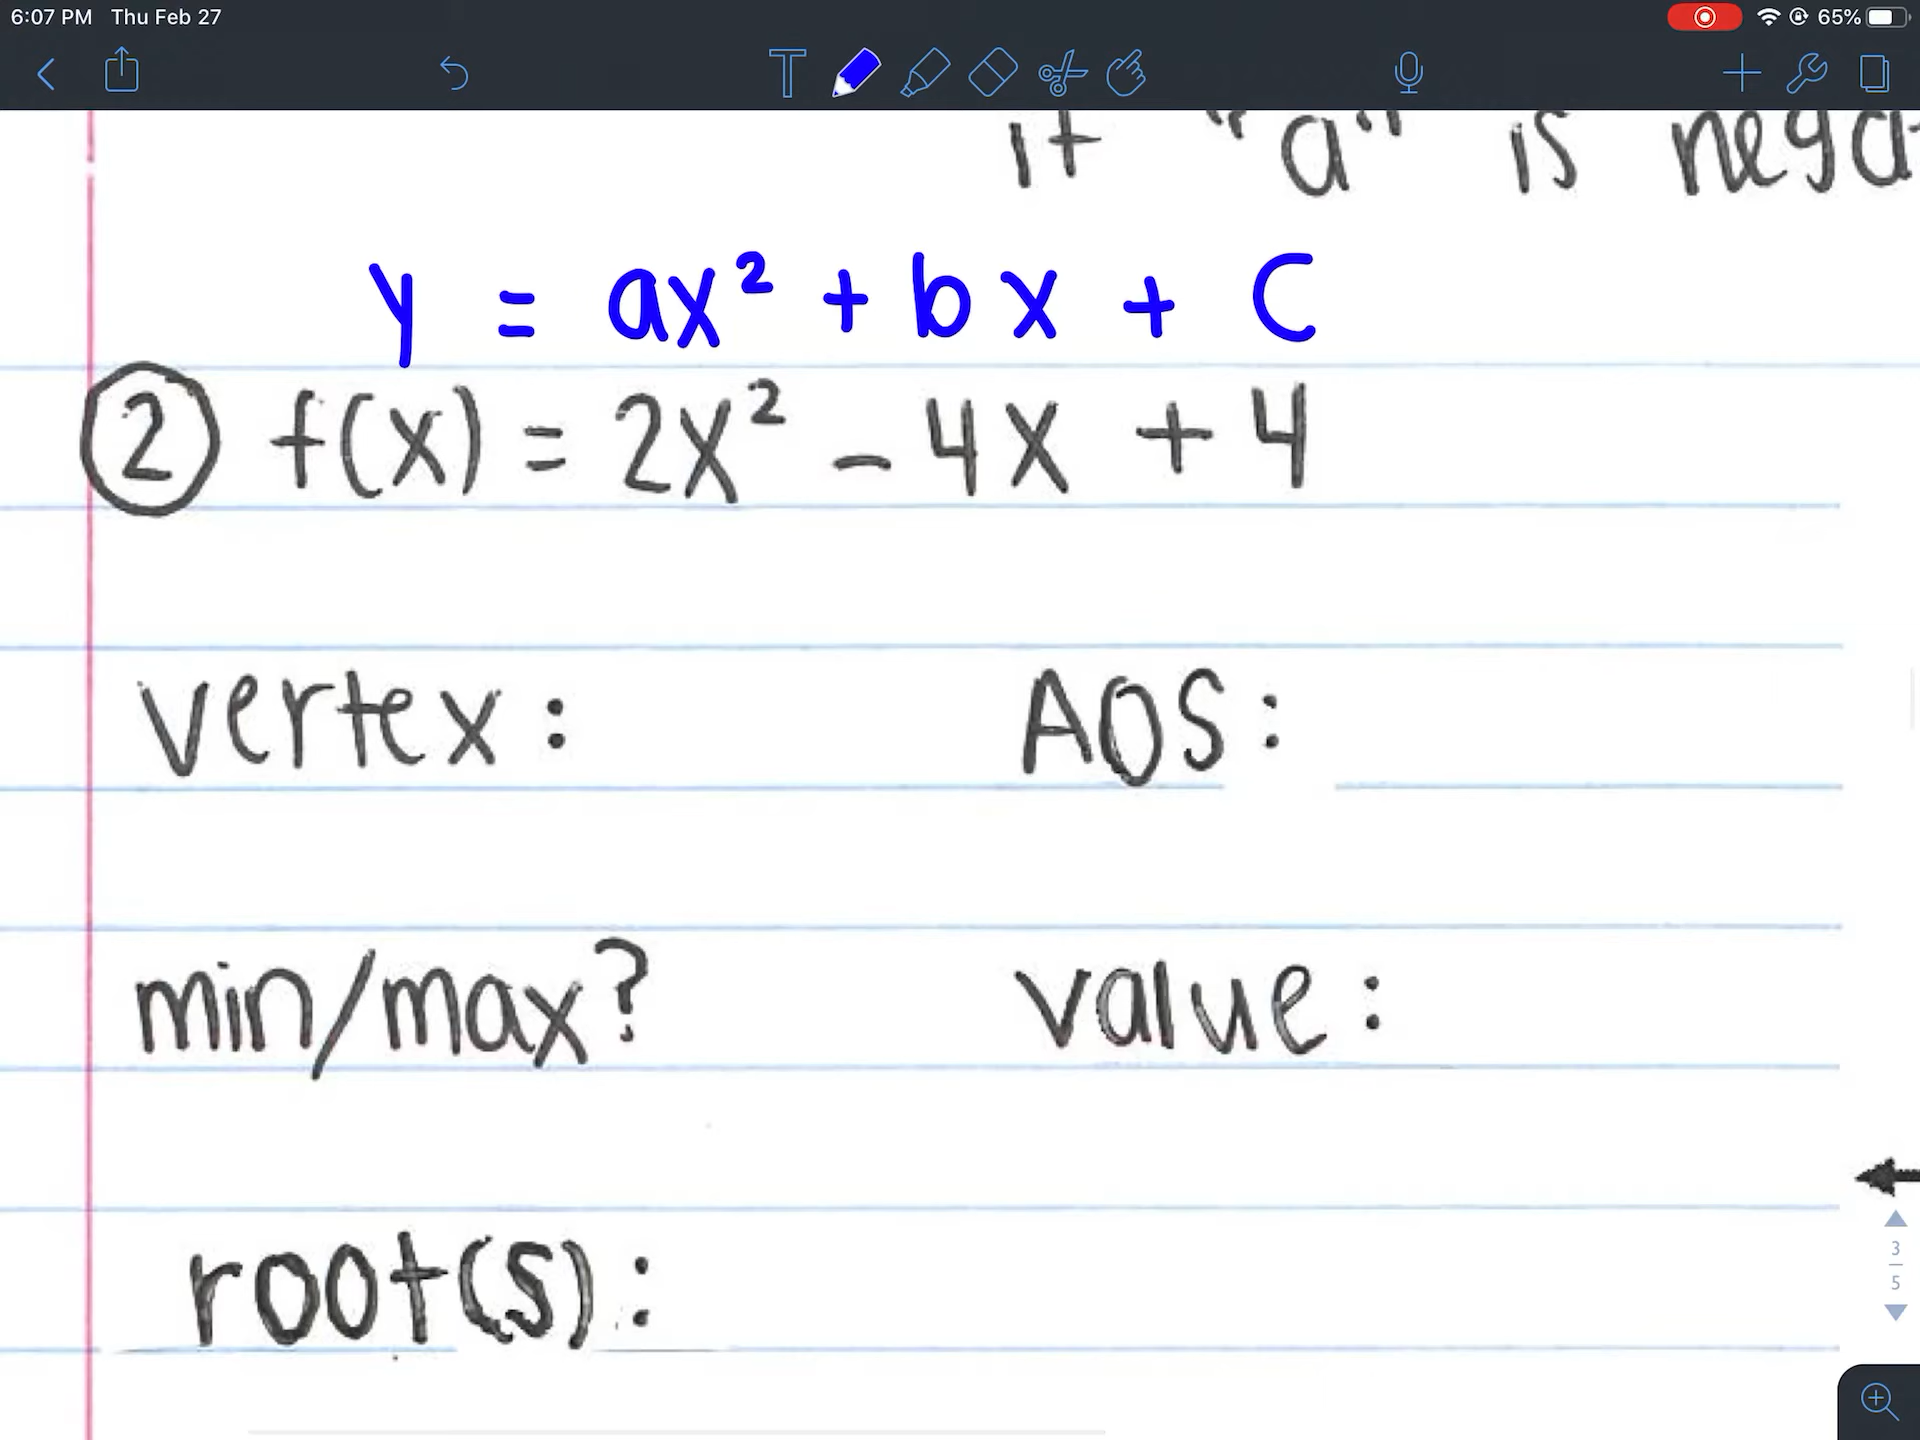 6:07 PM Thu Feb 27 65%
if "a" is nega
y = ax² + bx + c
② f(x) = 2x² - 4x + 4
vertex: AOS:
min/max? value:
root(s):
3
5